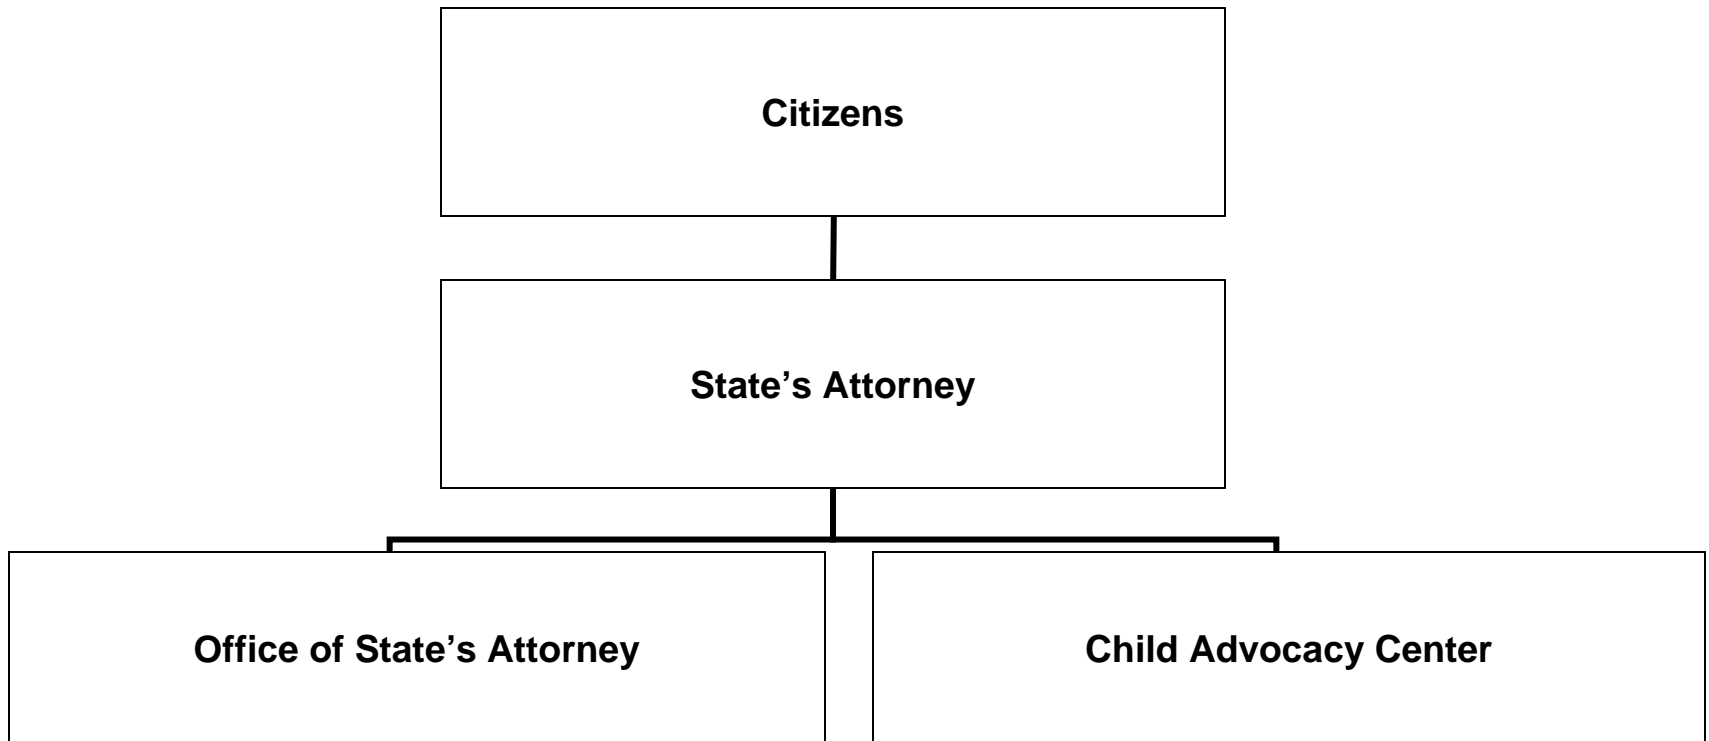 Citizens
State’s Attorney
Office of State’s Attorney
Child Advocacy Center